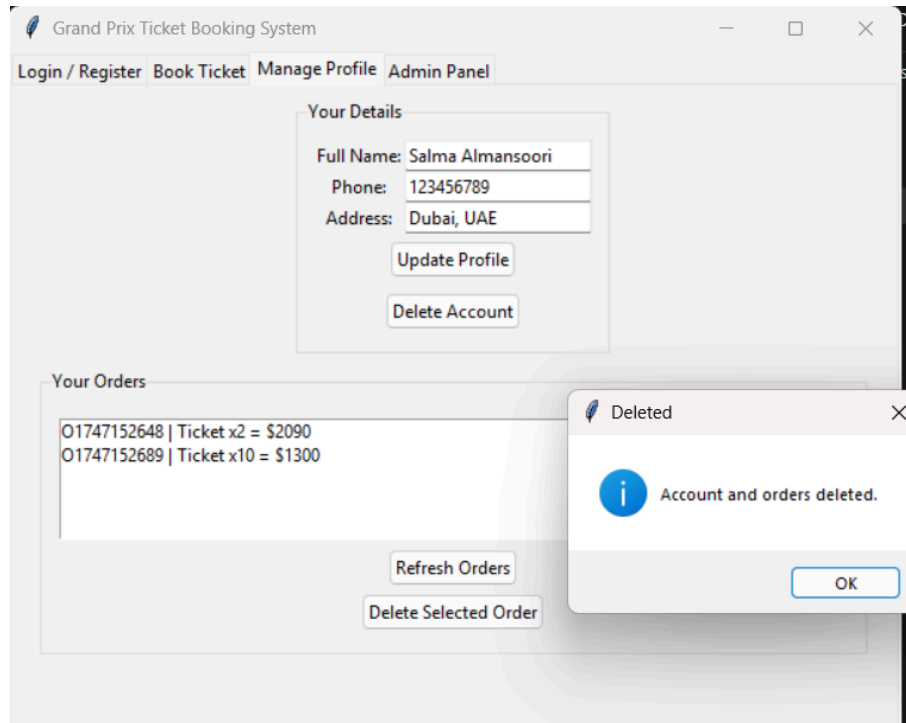 Grand Prix Ticket Booking System
Login / Register Book Ticket Manage Profile Admin Panel
Your Details
Full Name: Salma Almansoori
Phone: 123456789
Address: Dubai, UAE
Update Profile
Delete Account
Your Orders
O1747152648 | Ticket x2 = $2090
O1747152689 | Ticket x10 = $1300
Refresh Orders
Delete Selected Order
Deleted
Account and orders deleted.
OK